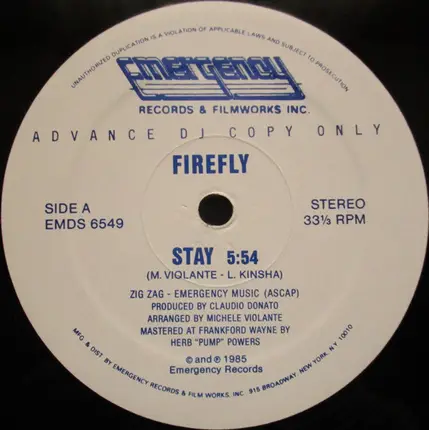 UNAUTHORIZED DUPLICATION IS A VIOLATION OF APPLICABLE LAWS AND SUBJECT TO PROSECUTION
Emergency
RECORDS & FILMWORKS INC.
ADVANCE DJ COPY ONLY
FIREFLY
SIDE A
EMDS 6549
STEREO
33⅓ RPM
STAY 5:54
(M. VIOLANTE - L. KINSHA)
ZIG ZAG - EMERGENCY MUSIC (ASCAP)
PRODUCED BY CLAUDIO DONATO
ARRANGED BY MICHELE VIOLANTE
MASTERED AT FRANKFORD WAYNE BY
HERB "PUMP" POWERS
© and ℗ 1985
Emergency Records
MFG. & DIST. BY EMERGENCY RECORDS & FILM WORKS, INC. 915 BROADWAY, NEW YORK, N.Y. 10010